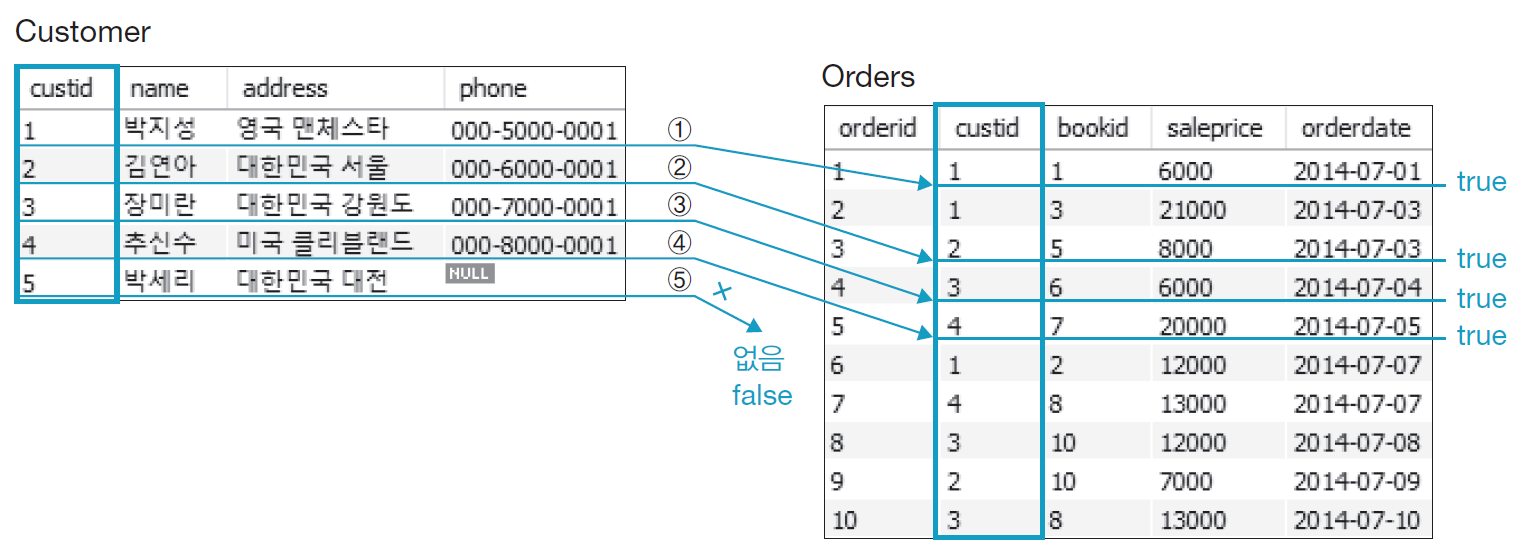 Customer
custid name address phone
1 박지성 영국 맨체스타 000-5000-0001 ①
2 김연아 대한민국 서울 000-6000-0001 ②
3 장미란 대한민국 강원도 000-7000-0001 ③
4 추신수 미국 클리블랜드 000-8000-0001 ④
5 박세리 대한민국 대전 NULL ⑤ ×
없음
false
Orders
orderid custid bookid saleprice orderdate
1 1 1 6000 2014-07-01 true
2 1 3 21000 2014-07-03
3 2 5 8000 2014-07-03 true
4 3 6 6000 2014-07-04 true
5 4 7 20000 2014-07-05 true
6 1 2 12000 2014-07-07
7 4 8 13000 2014-07-07
8 3 10 12000 2014-07-08
9 2 10 7000 2014-07-09
10 3 8 13000 2014-07-10